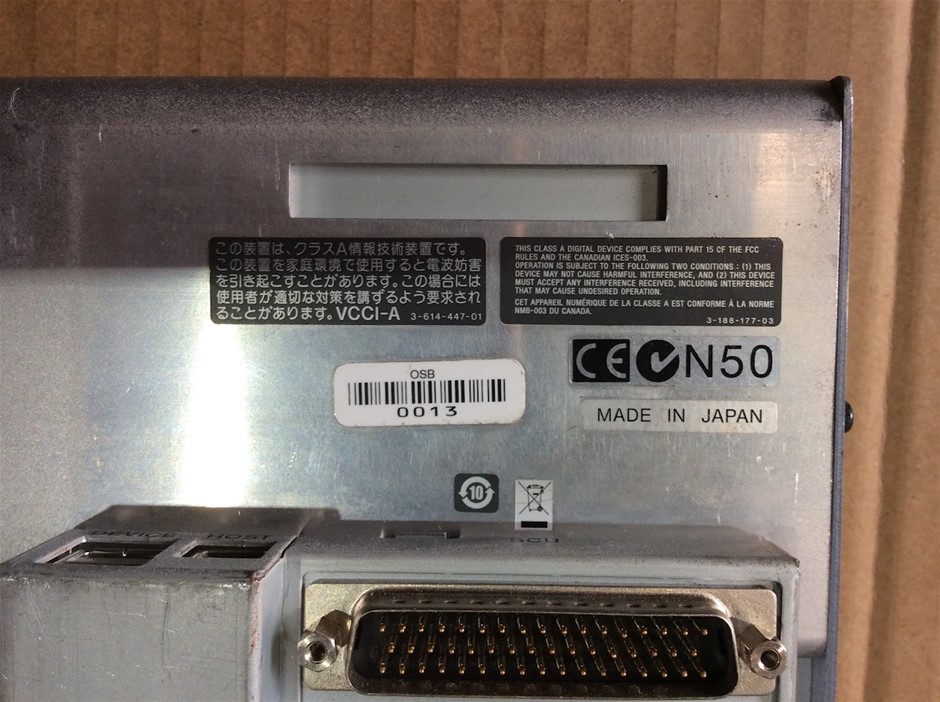 この装置は、クラスA情報技術装置です。
この装置を家庭環境で使用すると電波妨害
を引き起こすことがあります。この場合には
使用者が適切な対策を講ずるよう要求され
ることがあります。VCCI-A 3-614-447-01
THIS CLASS A DIGITAL DEVICE COMPLIES WITH PART 15 OF THE FCC
RULES AND THE CANADIAN ICES-003.
OPERATION IS SUBJECT TO THE FOLLOWING TWO CONDITIONS : (1) THIS
DEVICE MAY NOT CAUSE HARMFUL INTERFERENCE, AND (2) THIS DEVICE
MUST ACCEPT ANY INTERFERENCE RECEIVED, INCLUDING INTERFERENCE
THAT MAY CAUSE UNDESIRED OPERATION.
CET APPAREIL NUMÉRIQUE DE LA CLASSE A EST CONFORME À LA NORME
NMB-003 DU CANADA.
3-188-177-03
CE N50
OSB
0013
MADE IN JAPAN
10
DEVICE HOST
SCU